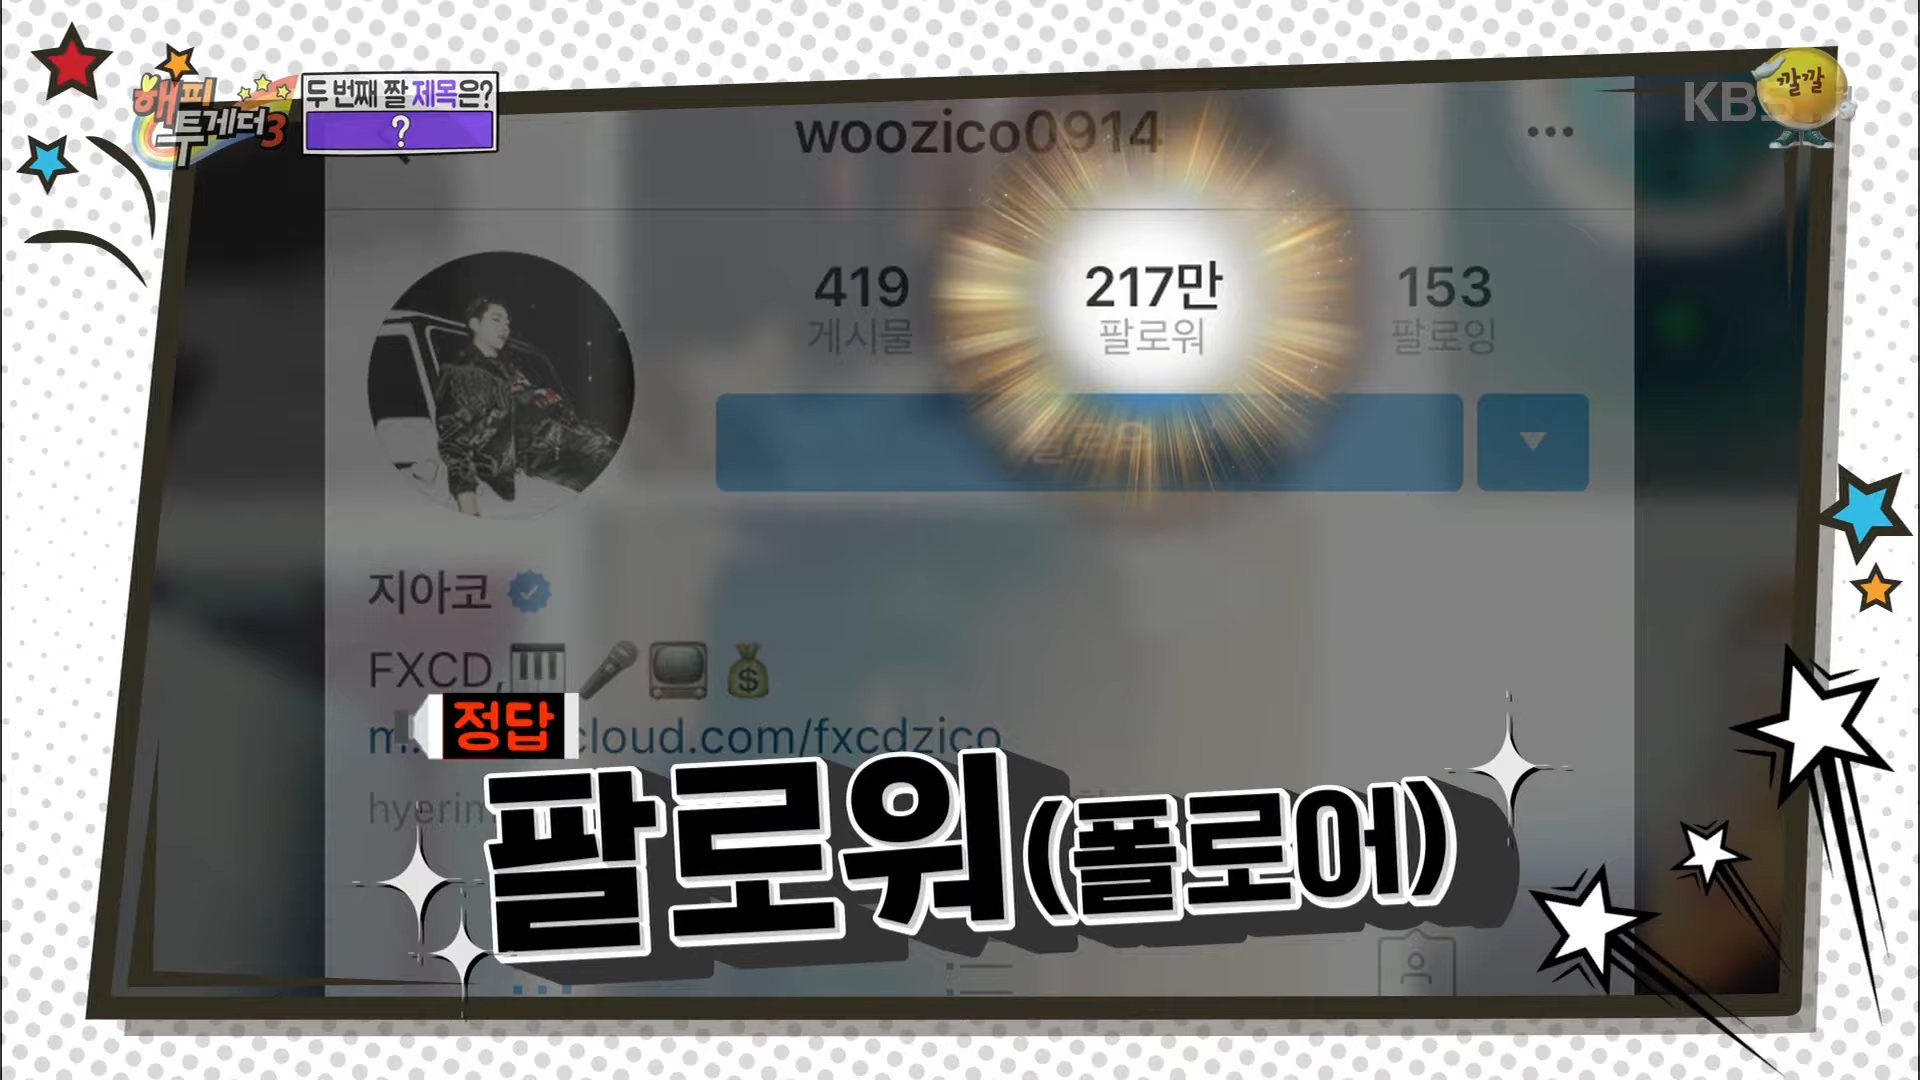 해피투게더3
두 번째 짤 제목은?
?
KBS
깔깔
woozico0914
419
게시물
217만
팔로워
153
팔로잉
지아코
FXCD,
정답
cloud.com/fxcdzico
hyerin
팔로워(폴로어)